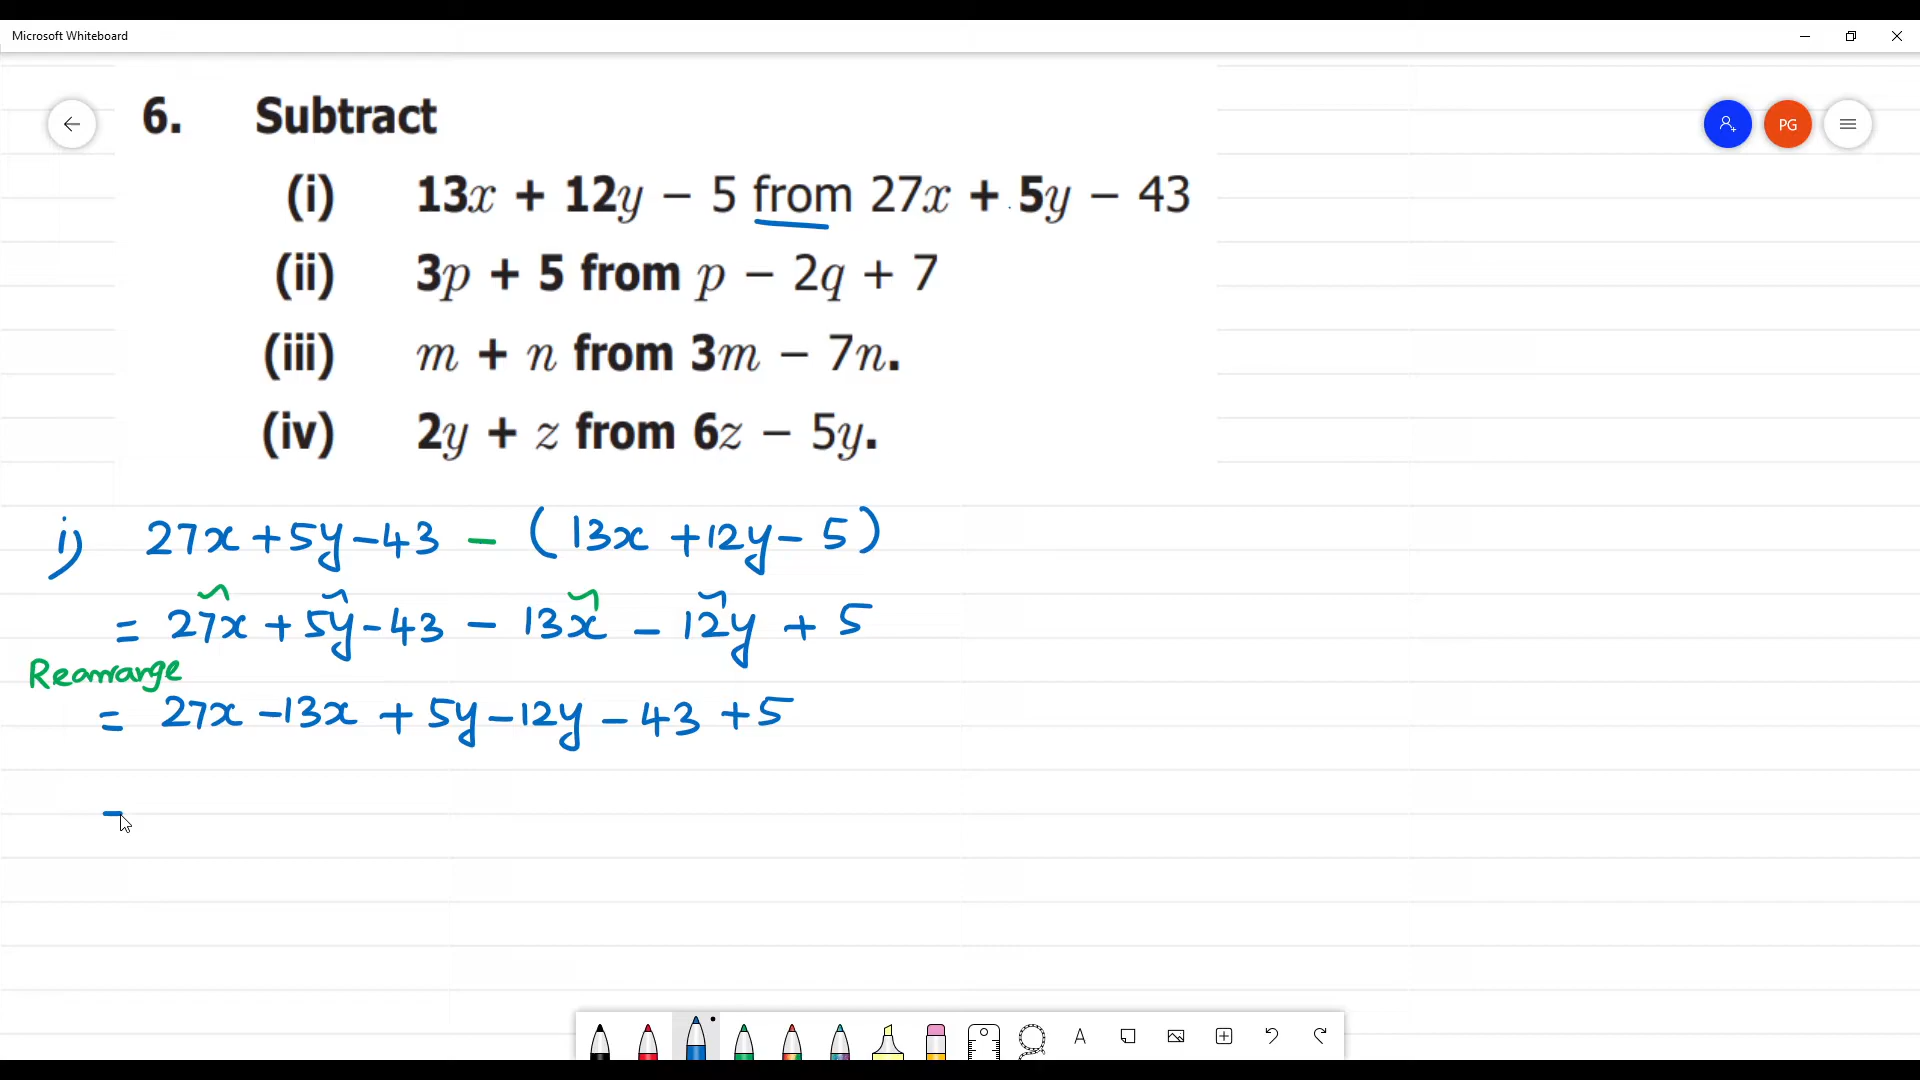 Microsoft Whiteboard
6. Subtract
PG
(i) 13x + 12y − 5 from 27x + 5y − 43
(ii) 3p + 5 from p − 2q + 7
(iii) m + n from 3m − 7n.
(iv) 2y + z from 6z − 5y.
i) 27x + 5y - 43 - (13x + 12y - 5)
= 27x + 5y - 43 - 13x - 12y + 5
Rearrange
= 27x - 13x + 5y - 12y - 43 + 5
A